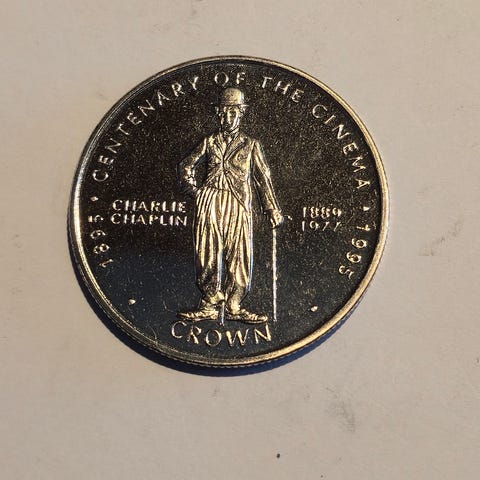 1895 • CENTENARY OF THE CINEMA • 1995
CHARLIE
CHAPLIN
1889
1977
CROWN